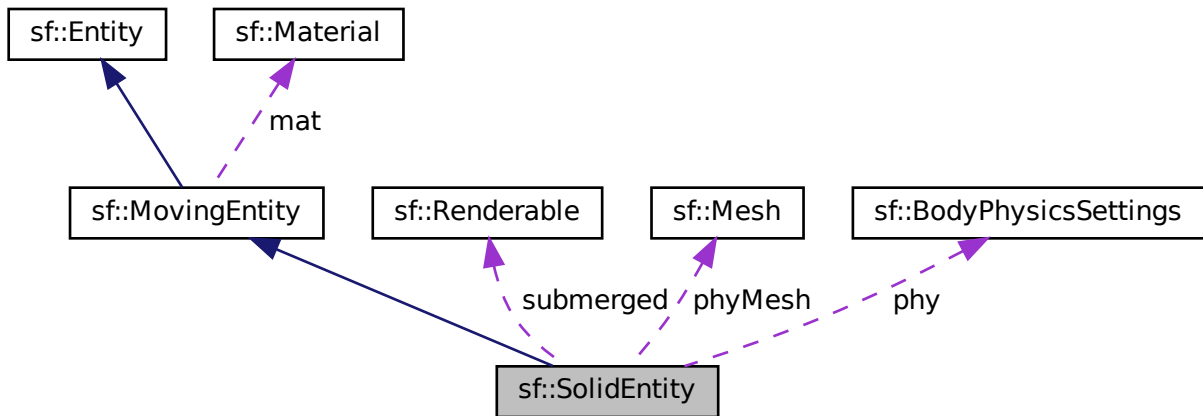 sf::Entity
sf::Material
mat
sf::MovingEntity
sf::Renderable
sf::Mesh
sf::BodyPhysicsSettings
submerged
phyMesh
phy
sf::SolidEntity